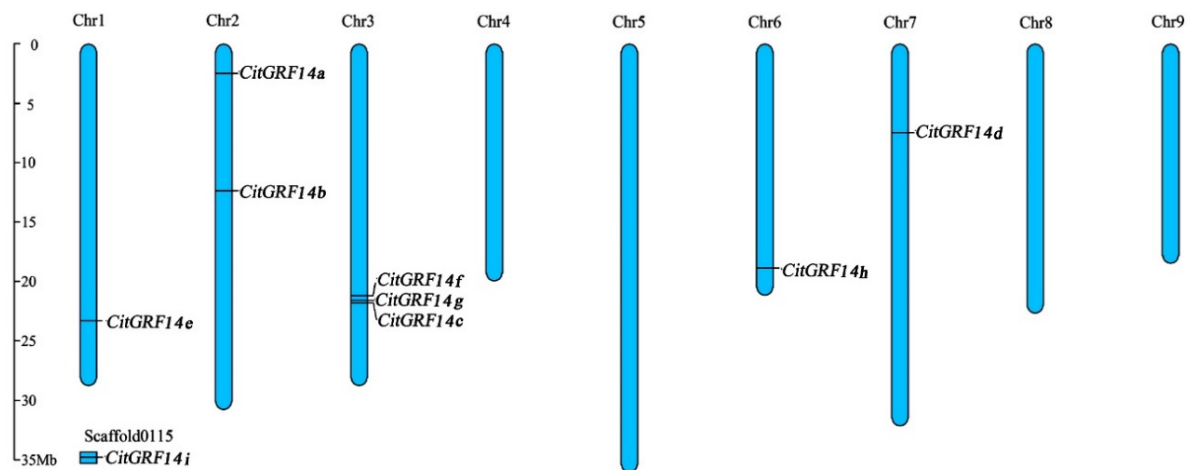 Chr1 Chr2 Chr3 Chr4 Chr5 Chr6 Chr7 Chr8 Chr9
0
CitGRF14a
5
CitGRF14d
10
CitGRF14b
15
CitGRF14h
20
CitGRF14f
CitGRF14g
CitGRF14c
CitGRF14e
25
30
Scaffold0115
35Mb
CitGRF14i